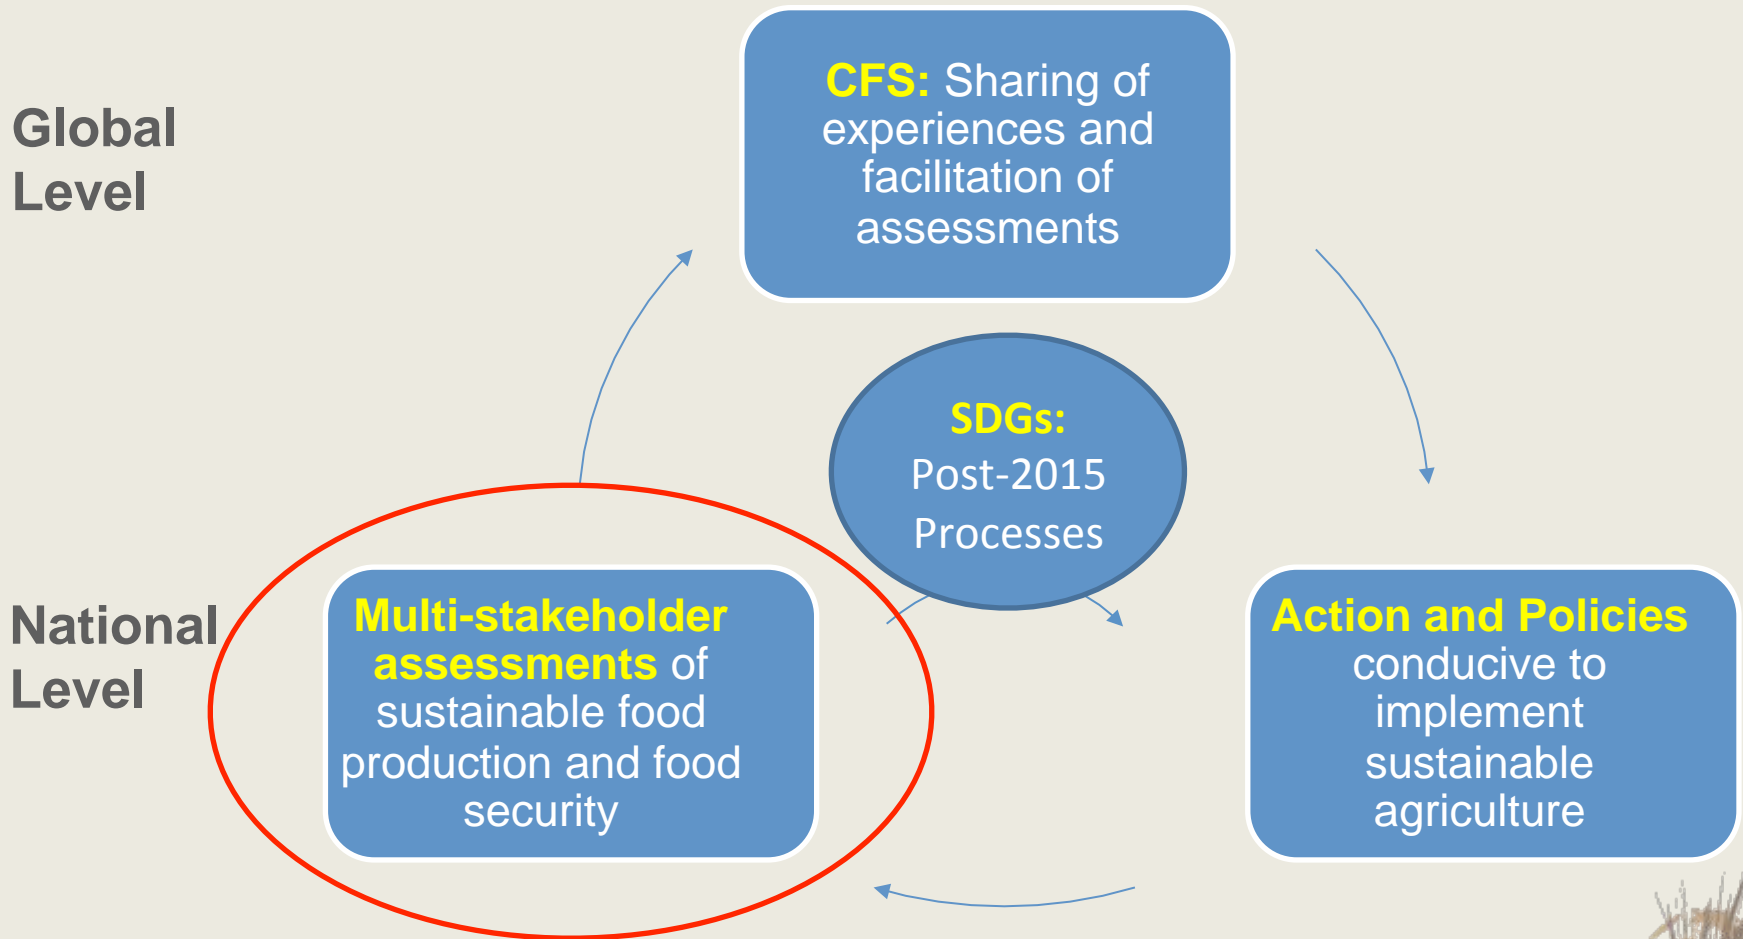 Global
Level
CFS: Sharing of
experiences and
facilitation of
assessments
SDGs:
Post-2015
Processes
National
Level
Multi-stakeholder
assessments of
sustainable food
production and food
security
Action and Policies
conducive to
implement
sustainable
agriculture